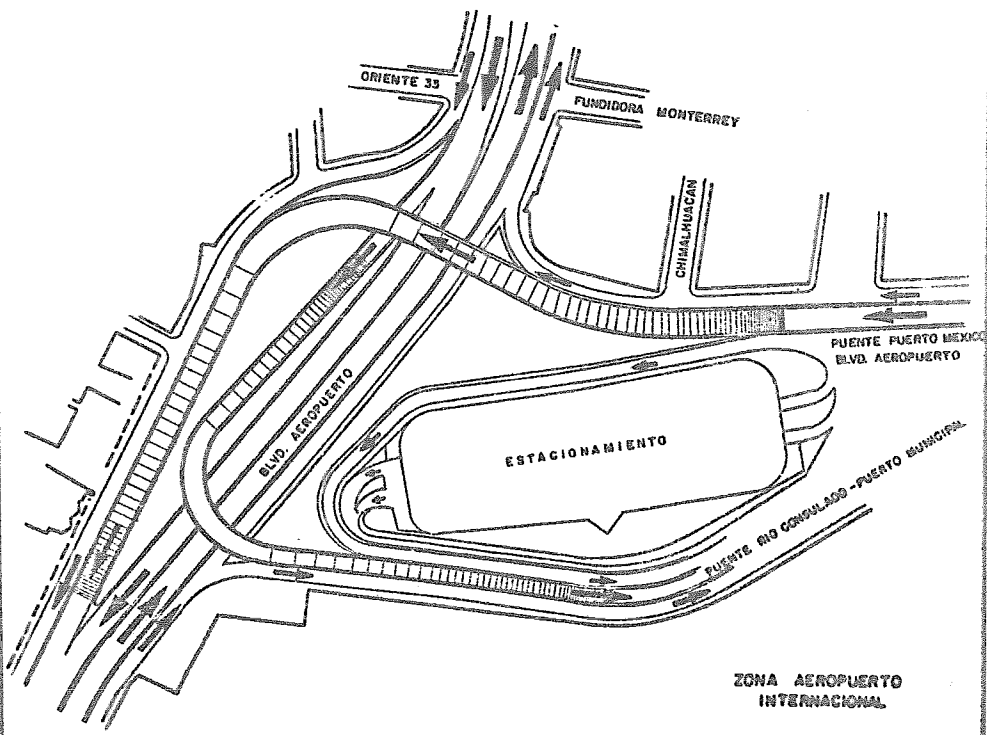 ORIENTE 33
FUNDIDORA MONTERREY
CHIMALHUACAN
PUENTE PUERTO MEXICO
BLVD. AEROPUERTO
BLVD. AEROPUERTO
ESTACIONAMIENTO
PUENTE RIO CONSULADO - PUERTO MUNICIPAL
ZONA AEROPUERTO
INTERNACIONAL